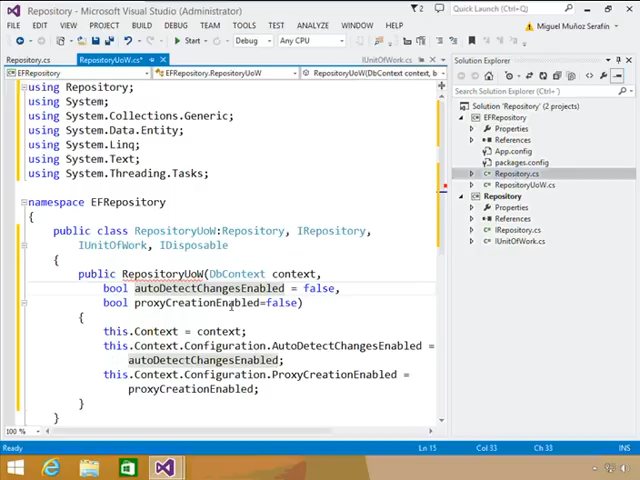 Repository.cs* - Microsoft Visual Studio (Administrator)
2
Quick Launch (Ctrl+Q)
FILE EDIT VIEW PROJECT BUILD DEBUG TEAM TOOLS TEST ANALYZE WINDOW HELP
Miguel Muñoz Serafín
Start
Debug
Any CPU
Repository.cs
RepositoryUoW.cs*
IUnitOfWork.cs
EFRepository
EFRepository.RepositoryUoW
RepositoryUoW(DbContext context, b
using Repository;
using System;
using System.Collections.Generic;
using System.Data.Entity;
using System.Linq;
using System.Text;
using System.Threading.Tasks;
namespace EFRepository
{
public class RepositoryUoW:Repository, IRepository,
IUnitOfWork, IDisposable
{
public RepositoryUoW(DbContext context,
bool autoDetectChangesEnabled = false,
bool proxyCreationEnabled=false)
{
this.Context = context;
this.Context.Configuration.AutoDetectChangesEnabled =
autoDetectChangesEnabled;
this.Context.Configuration.ProxyCreationEnabled =
proxyCreationEnabled;
}
}
100 %
Solution Explorer
Search Solution Explorer (Ctrl+;)
Solution 'Repository' (2 projects)
EFRepository
Properties
References
App.config
packages.config
Repository.cs
RepositoryUoW.cs
Repository
Properties
References
IRepository.cs
IUnitOfWork.cs
Ready
Ln 15
Col 33
Ch 33
INS